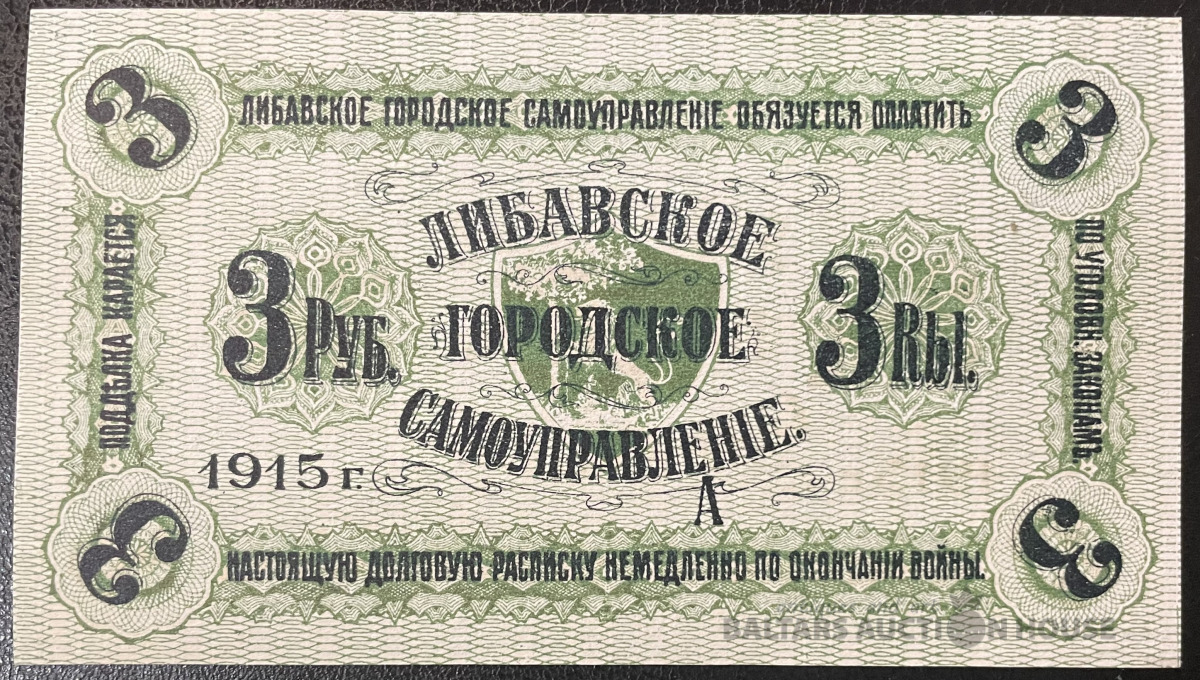 3 3
ЛИБАВСКОЕ ГОРОДСКОЕ САМОУПРАВЛЕНІЕ ОБЯЗУЕТСЯ ОПЛАТИТЬ
ПОДДѢЛКА КАРАЕТСЯ
ЛИБАВСКОЕ
ГОРОДСКОЕ
САМОУПРАВЛЕНІЕ.
3 РУБ.
3 RЫ.
ПО УГОЛОВН: ЗАКОНАМЪ
1915 г.
А
НАСТОЯЩУЮ ДОЛГОВУЮ РАСПИСКУ НЕМЕДЛЕННО ПО ОКОНЧАНІИ ВОЙНЫ.
3 3
BALTARS AUCTION HOUSE